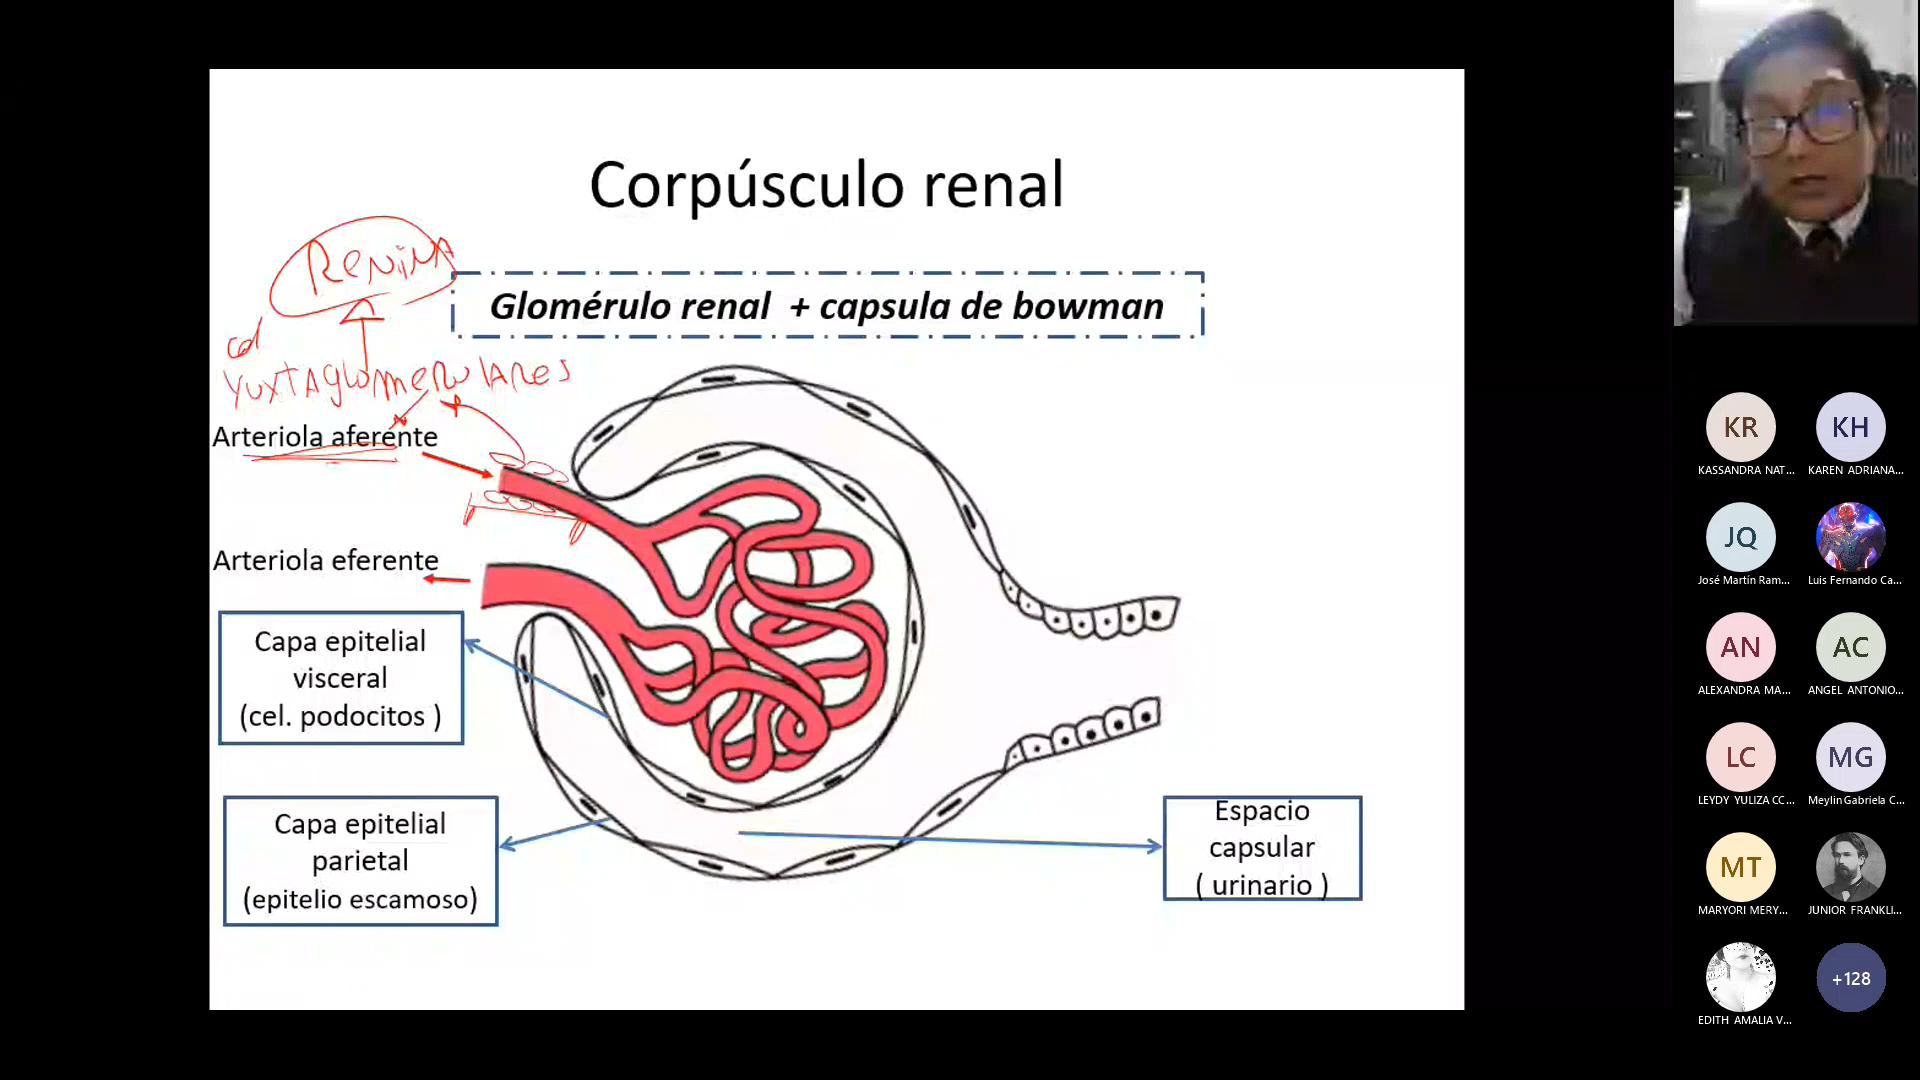 Corpúsculo renal
RENINA
Glomérulo renal + capsula de bowman
cel
YUXTAGLOMERULARES
Arteriola aferente
Arteriola eferente
Capa epitelial
visceral
(cel. podocitos )
Capa epitelial
parietal
(epitelio escamoso)
Espacio
capsular
( urinario )
KR
KASSANDRA NAT...
KH
KAREN ADRIANA...
JQ
José Martín Ram...
Luis Fernando Ca...
AN
ALEXANDRA MA...
AC
ANGEL ANTONIO...
LC
LEYDY YULIZA CC...
MG
Meylin Gabriela C...
MT
MARYORI MERY...
JUNIOR FRANKLI...
EDITH AMALIA V...
+128